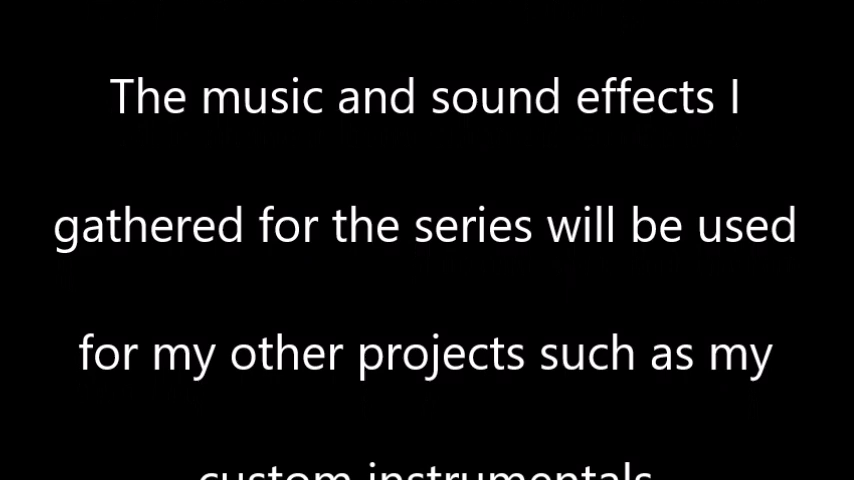 The music and sound effects I
gathered for the series will be used
for my other projects such as my
custom instrumentals